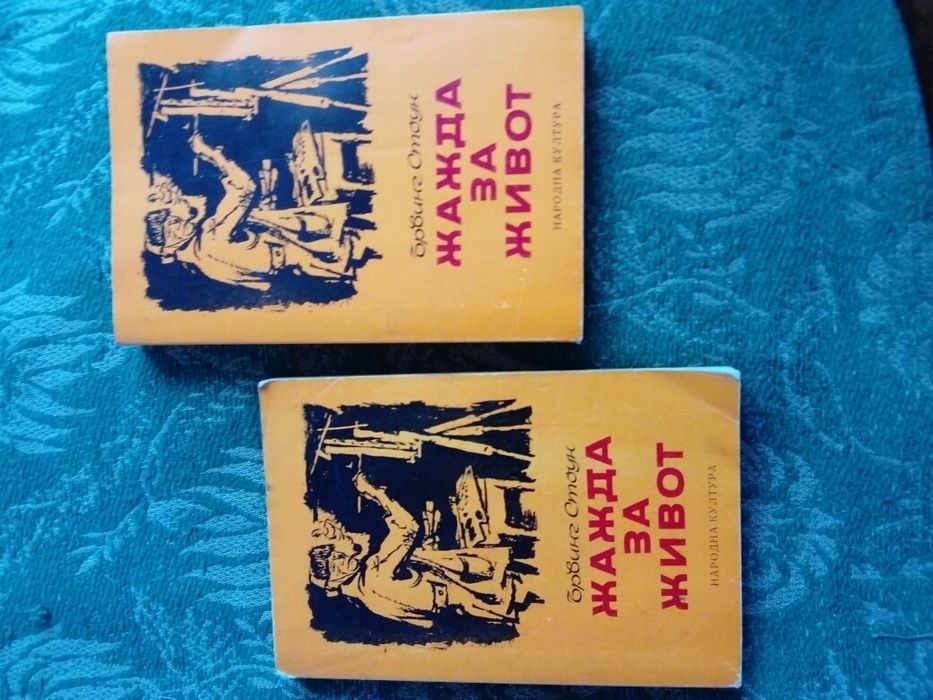 Ървинг Стоун
ЖАЖДА
ЗА
ЖИВОТ
НАРОДНА КУЛТУРА
Ървинг Стоун
ЖАЖДА
ЗА
ЖИВОТ
НАРОДНА КУЛТУРА